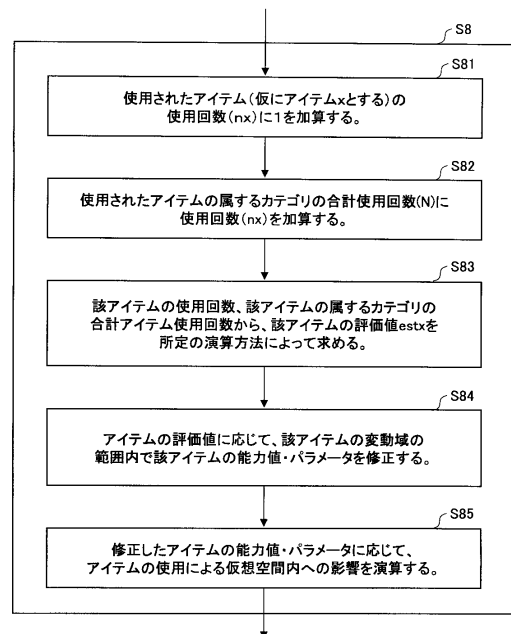 S8
S81
使用されたアイテム(仮にアイテムxとする)の
使用回数(nx)に1を加算する。
S82
使用されたアイテムの属するカテゴリの合計使用回数(N)に
使用回数(nx)を加算する。
S83
該アイテムの使用回数、該アイテムの属するカテゴリの
合計アイテム使用回数から、該アイテムの評価値estxを
所定の演算方法によって求める。
S84
アイテムの評価値に応じて、該アイテムの変動域の
範囲内で該アイテムの能力値・パラメータを修正する。
S85
修正したアイテムの能力値・パラメータに応じて、
アイテムの使用による仮想空間内への影響を演算する。